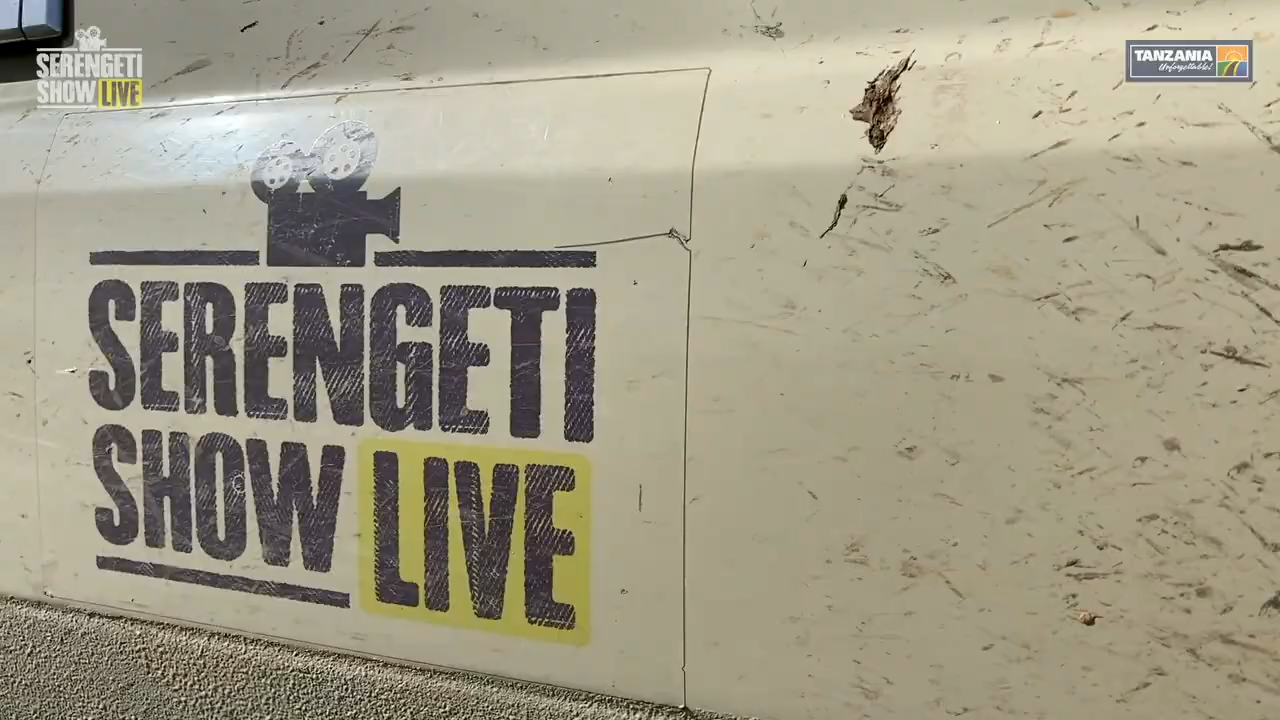 SERENGETI
SHOW LIVE
TANZANIA
Unforgettable!
SERENGETI
SHOW LIVE